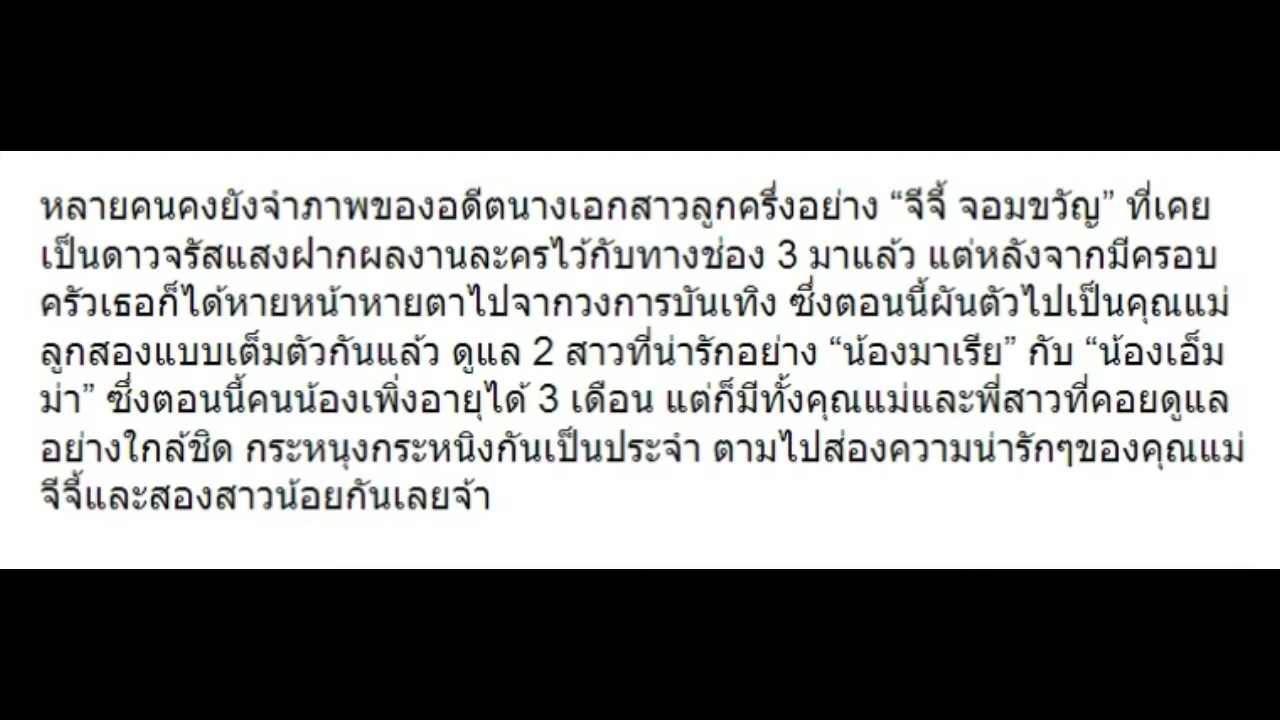 หลายคนคงยังจำภาพของอดีตนางเอกสาวลูกครึ่งอย่าง “จีจี้ จอมขวัญ” ที่เคย
เป็นดาวจรัสแสงฝากผลงานละครไว้กับทางช่อง 3 มาแล้ว แต่หลังจากมีครอบ
ครัวเธอก็ได้หายหน้าหายตาไปจากวงการบันเทิง ซึ่งตอนนี้ผันตัวไปเป็นคุณแม่
ลูกสองแบบเต็มตัวกันแล้ว ดูแล 2 สาวที่น่ารักอย่าง “น้องมาเรีย” กับ “น้องเอ็ม
ม่า” ซึ่งตอนนี้คนน้องเพิ่งอายุได้ 3 เดือน แต่ก็มีทั้งคุณแม่และพี่สาวที่คอยดูแล
อย่างใกล้ชิด กระหนุงกระหนิงกันเป็นประจำ ตามไปส่องความน่ารักๆของคุณแม่
จีจี้และสองสาวน้อยกันเลยจ้า